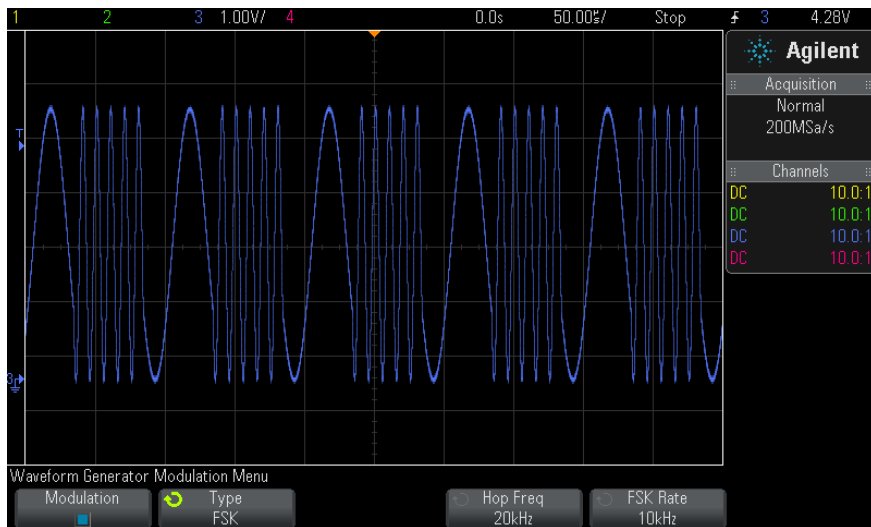 1 2 3 1.00V/ 4 0.0s 50.00㎲/ Stop 3 4.28V
Agilent
Acquisition
Normal
200MSa/s
Channels
DC 10.0:1
DC 10.0:1
DC 10.0:1
DC 10.0:1
T
3
Waveform Generator Modulation Menu
Modulation
Type
FSK
Hop Freq
20kHz
FSK Rate
10kHz